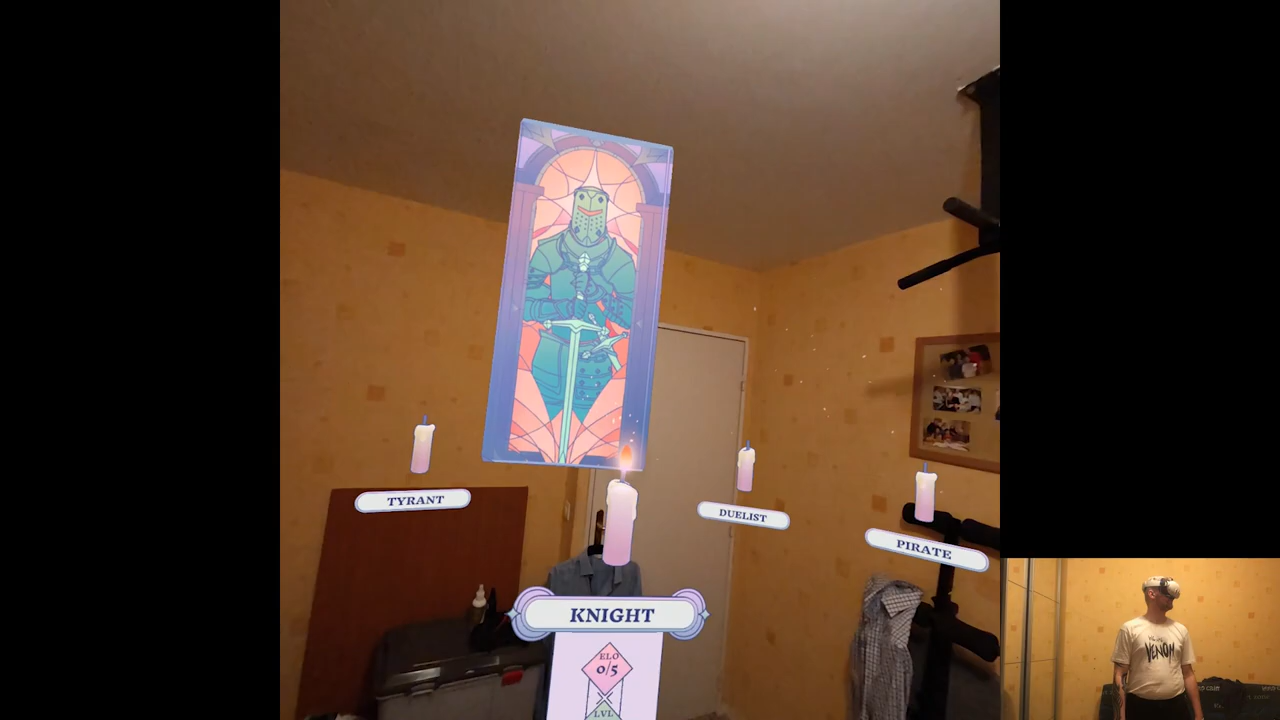 TYRANT
DUELIST
PIRATE
KNIGHT
ELO
0/5
LVL
VENOM